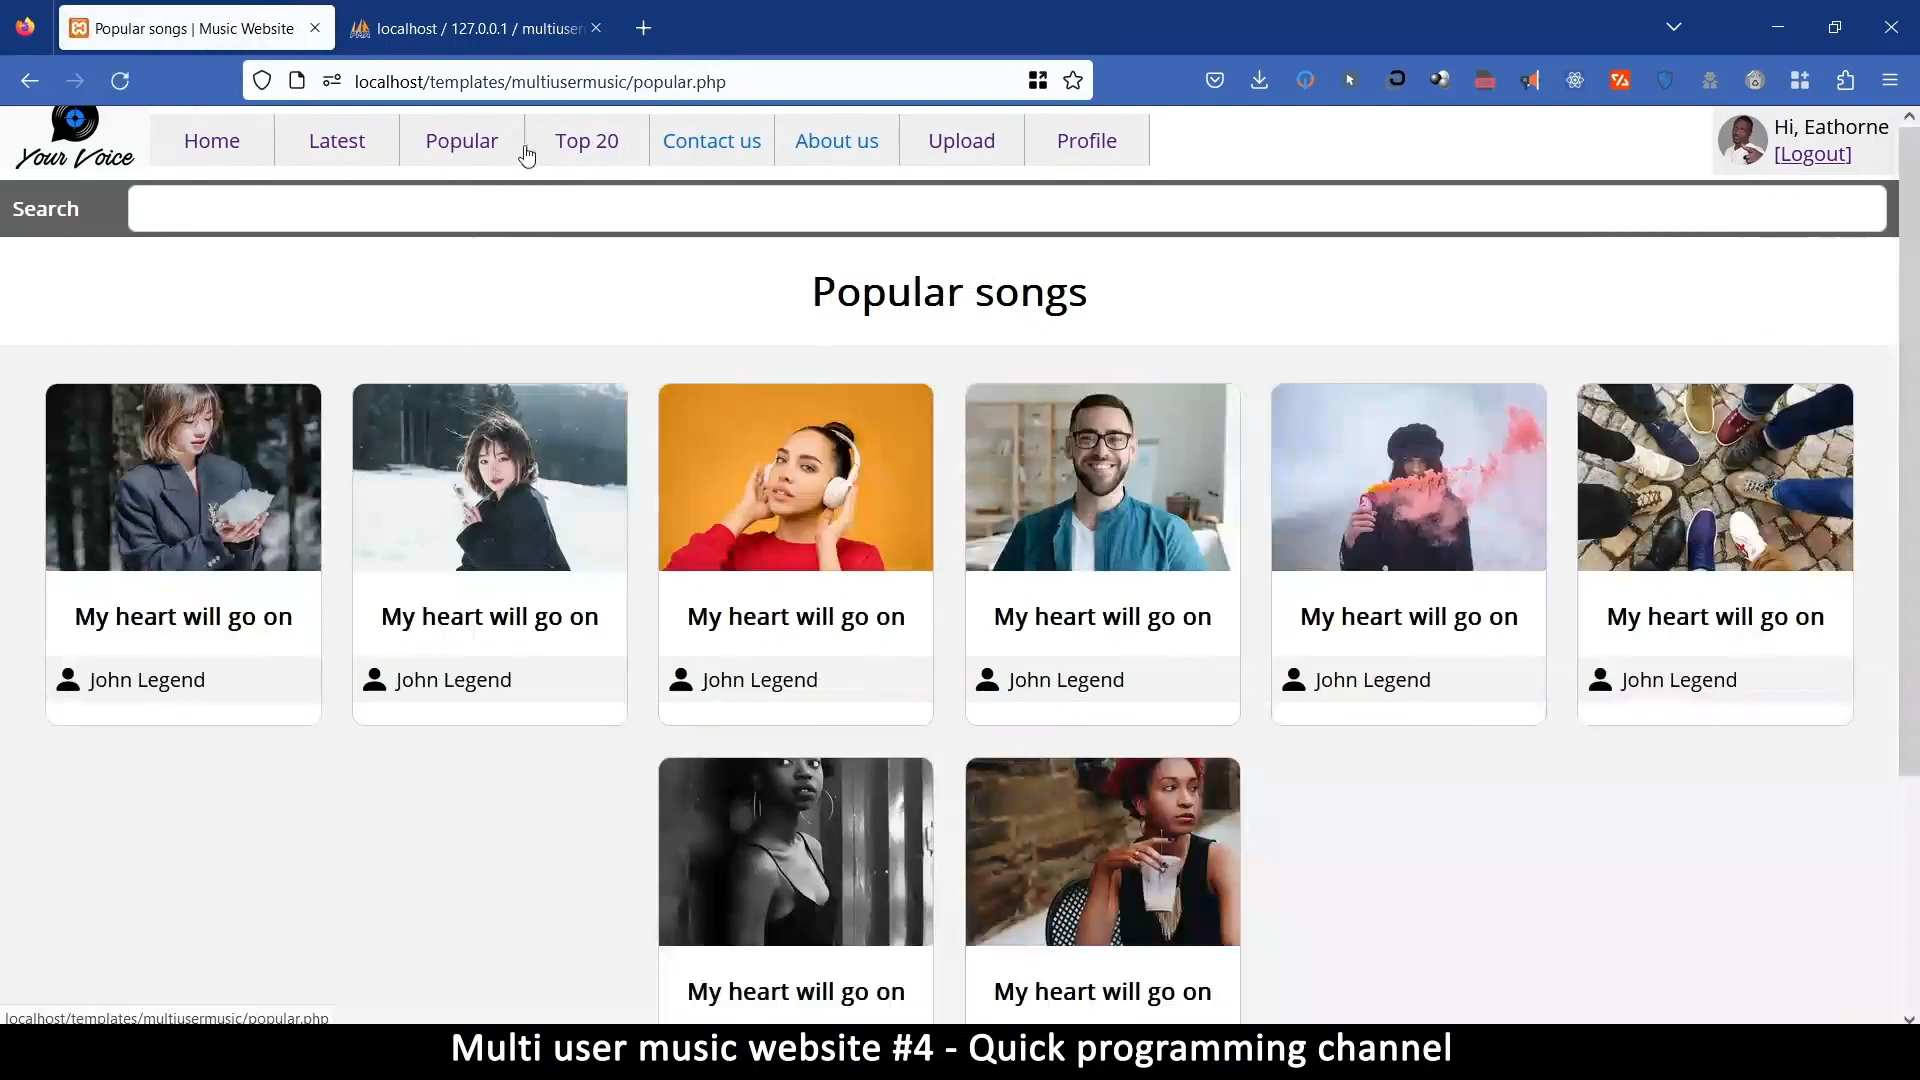 Popular songs | Music Website
localhost / 127.0.0.1 / multiuser
localhost/templates/multiusermusic/popular.php
Your Voice
Home
Latest
Popular
Top 20
Contact us
About us
Upload
Profile
Hi, Eathorne
[Logout]
Search
Popular songs
My heart will go on
My heart will go on
My heart will go on
My heart will go on
My heart will go on
My heart will go on
John Legend
John Legend
John Legend
John Legend
John Legend
John Legend
My heart will go on
My heart will go on
localhost/templates/multiusermusic/popular.php
Multi user music website #4 - Quick programming channel